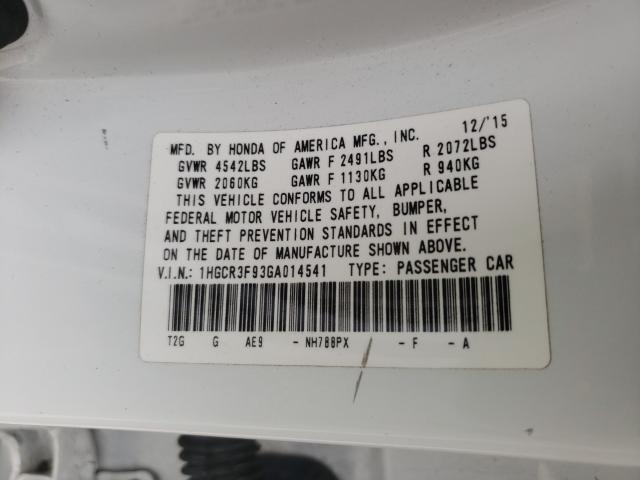 12/'15
MFD. BY HONDA OF AMERICA MFG., INC.
GVWR 4542LBS GAWR F 2491LBS R 2072LBS
GVWR 2060KG GAWR F 1130KG R 940KG
THIS VEHICLE CONFORMS TO ALL APPLICABLE
FEDERAL MOTOR VEHICLE SAFETY, BUMPER,
AND THEFT PREVENTION STANDARDS IN EFFECT
ON THE DATE OF MANUFACTURE SHOWN ABOVE.
V.I.N.: 1HGCR3F93GA014541 TYPE: PASSENGER CAR
T2G G AE9 -NH788PX -F -A